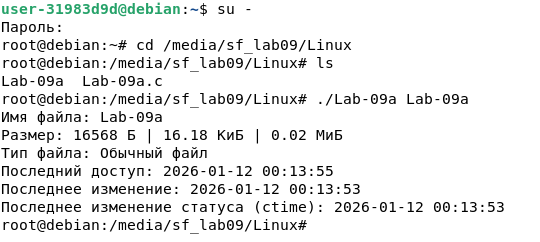 user-31983d9d@debian:~$ su -
Пароль:
root@debian:~# cd /media/sf_lab09/Linux
root@debian:/media/sf_lab09/Linux# ls
Lab-09a  Lab-09a.c
root@debian:/media/sf_lab09/Linux# ./Lab-09a Lab-09a
Имя файла: Lab-09a
Размер: 16568 Б | 16.18 КиБ | 0.02 МиБ
Тип файла: Обычный файл
Последний доступ: 2026-01-12 00:13:55
Последнее изменение: 2026-01-12 00:13:53
Последнее изменение статуса (ctime): 2026-01-12 00:13:53
root@debian:/media/sf_lab09/Linux#